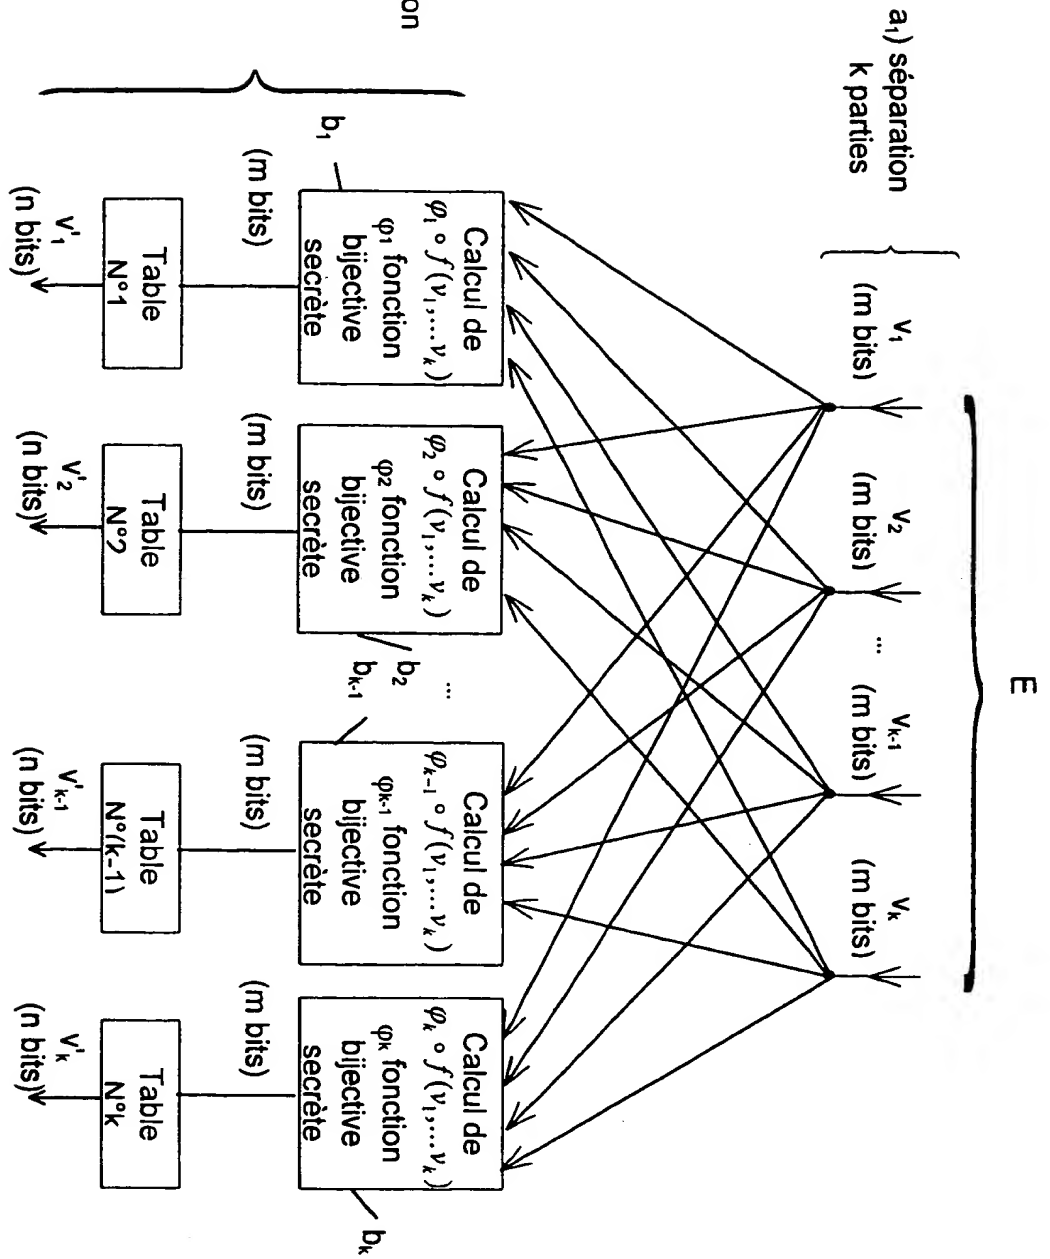 E
a₁) séparation
k parties
v₁
(m bits)
v₂
(m bits)
...
vₖ₋₁
(m bits)
vₖ
(m bits)
b₁
Calcul de
φ₁ ∘ f(v₁,...vₖ)
φ₁ fonction
bijective
secrète
Calcul de
φ₂ ∘ f(v₁,...vₖ)
φ₂ fonction
bijective
secrète
b₂
...
bₖ₋₁
Calcul de
φₖ₋₁ ∘ f(v₁,...vₖ)
φₖ₋₁ fonction
bijective
secrète
Calcul de
φₖ ∘ f(v₁,...vₖ)
φₖ fonction
bijective
secrète
bₖ
(m bits)
(m bits)
(m bits)
(m bits)
Table
N°1
Table
N°2
Table
N°(k-1)
Table
N°k
v'₁
(n bits)
v'₂
(n bits)
v'ₖ₋₁
(n bits)
v'ₖ
(n bits)